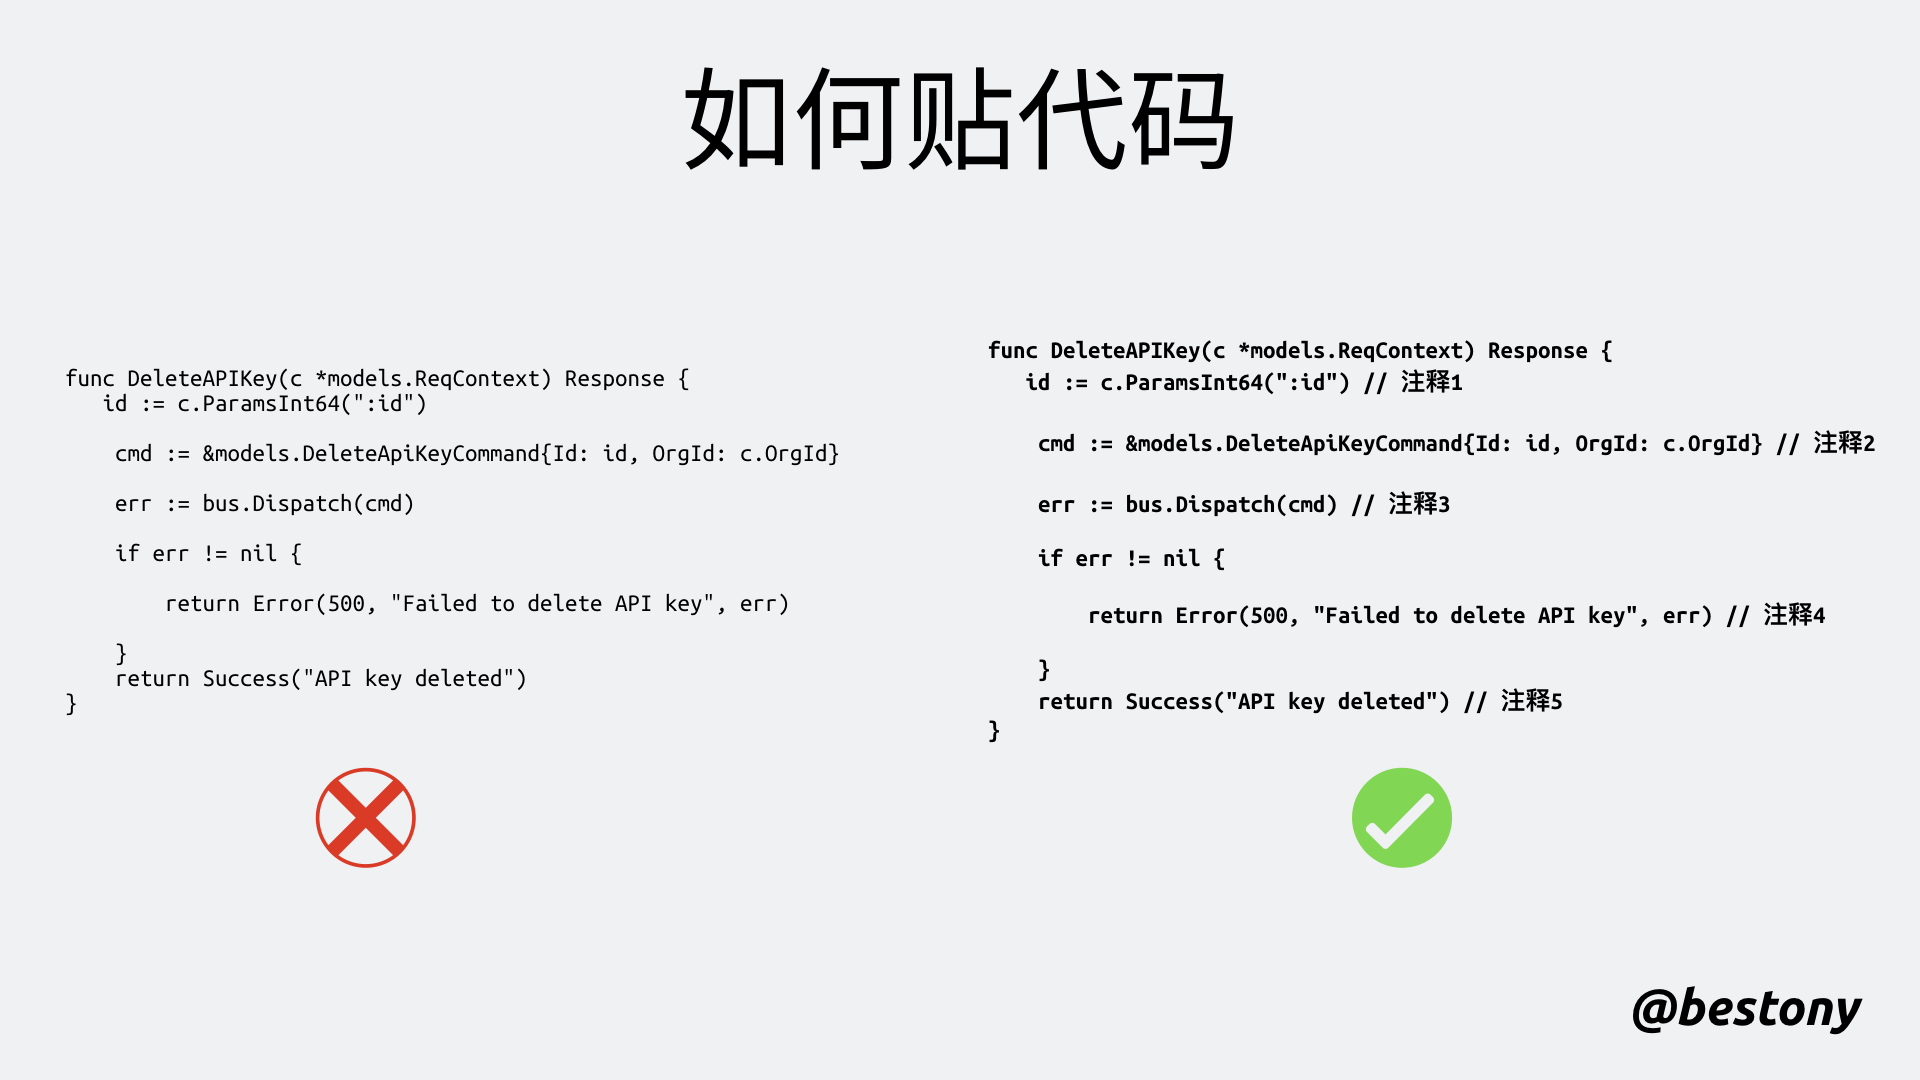 如何贴代码
func DeleteAPIKey(c *models.ReqContext) Response {
id := c.ParamsInt64(":id")
cmd := &models.DeleteApiKeyCommand{Id: id, OrgId: c.OrgId}
err := bus.Dispatch(cmd)
if err != nil {
return Error(500, "Failed to delete API key", err)
}
return Success("API key deleted")
}
func DeleteAPIKey(c *models.ReqContext) Response {
id := c.ParamsInt64(":id") // 注释1
cmd := &models.DeleteApiKeyCommand{Id: id, OrgId: c.OrgId} // 注释2
err := bus.Dispatch(cmd) // 注释3
if err != nil {
return Error(500, "Failed to delete API key", err) // 注释4
}
return Success("API key deleted") // 注释5
}
@bestony